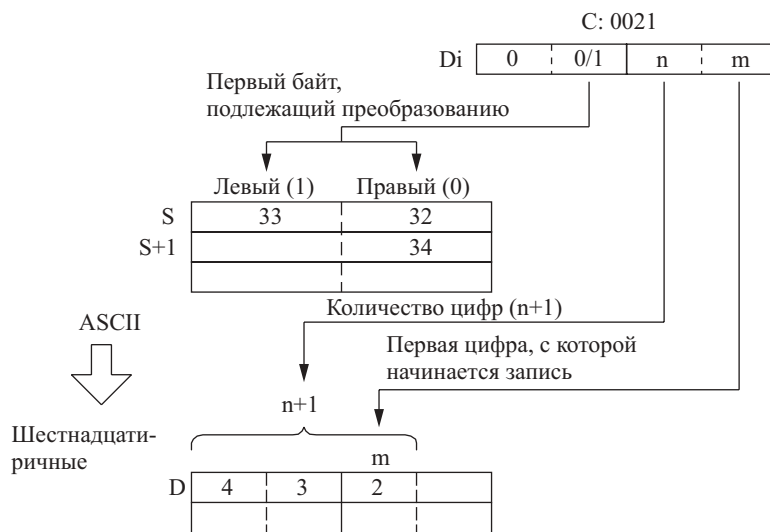 C: 0021
Di 0 0/1 n m
Первый байт,
подлежащий преобразованию
Левый (1) Правый (0)
S 33 32
S+1 34
Количество цифр (n+1)
ASCII
Первая цифра, с которой
начинается запись
n+1
Шестнадцати-
ричные
m
D 4 3 2